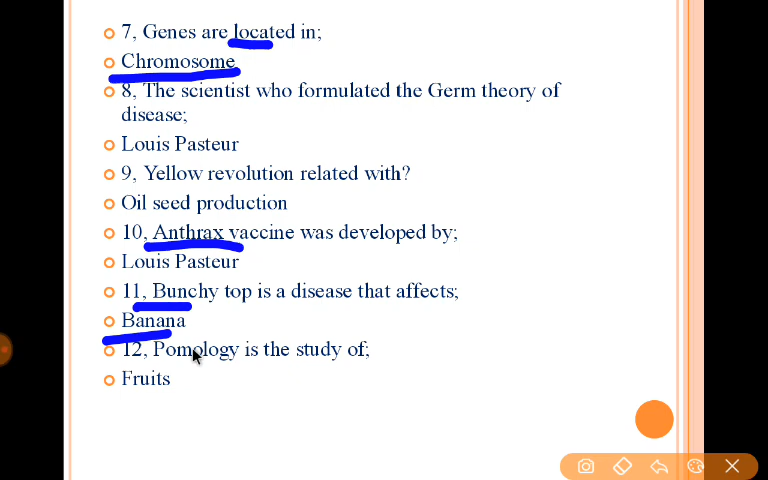 7, Genes are located in;
Chromosome
8, The scientist who formulated the Germ theory of
disease;
Louis Pasteur
9, Yellow revolution related with?
Oil seed production
10, Anthrax vaccine was developed by;
Louis Pasteur
11, Bunchy top is a disease that affects;
Banana
12, Pomology is the study of;
Fruits